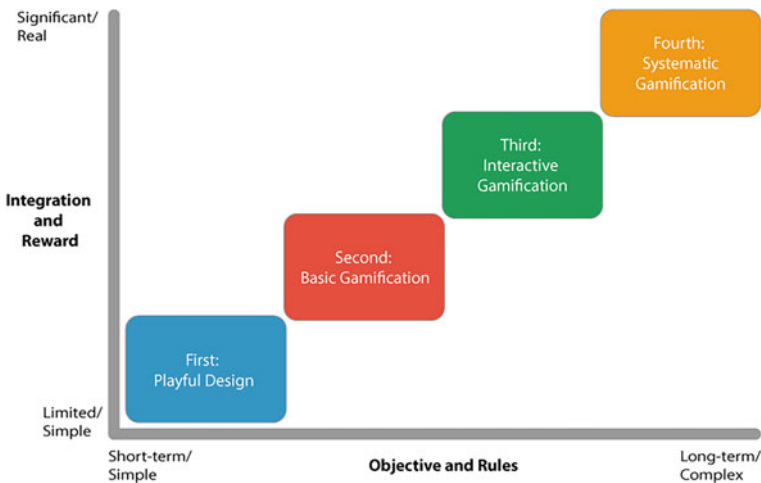 Significant/
Real
Fourth:
Systematic
Gamification
Third:
Interactive
Gamification
Integration
and
Reward
Second:
Basic Gamification
First:
Playful Design
Limited/
Simple
Short-term/
Simple
Objective and Rules
Long-term/
Complex